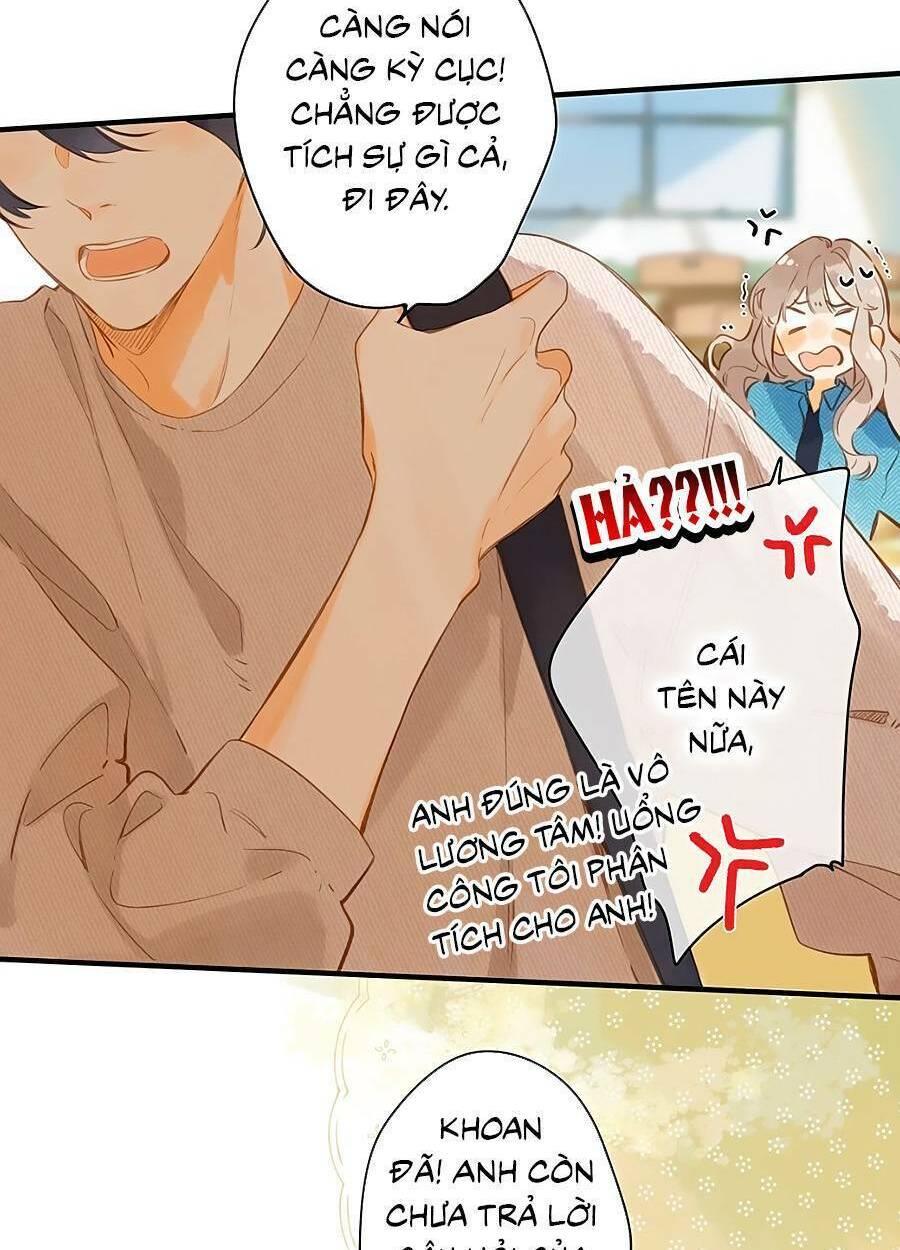 CÀNG NÓI
CÀNG KỲ CỤC!
CHẲNG ĐƯỢC
TÍCH SỰ GÌ CẢ,
ĐI ĐÂY.
HẢ??!!!
CÁI
TÊN NÀY
NỮA,
ANH ĐÚNG LÀ VÔ
LƯƠNG TÂM! UỔNG
CÔNG TÔI PHÂN
TÍCH CHO ANH!
KHOAN
ĐÃ! ANH CÒN
CHƯA TRẢ LỜI